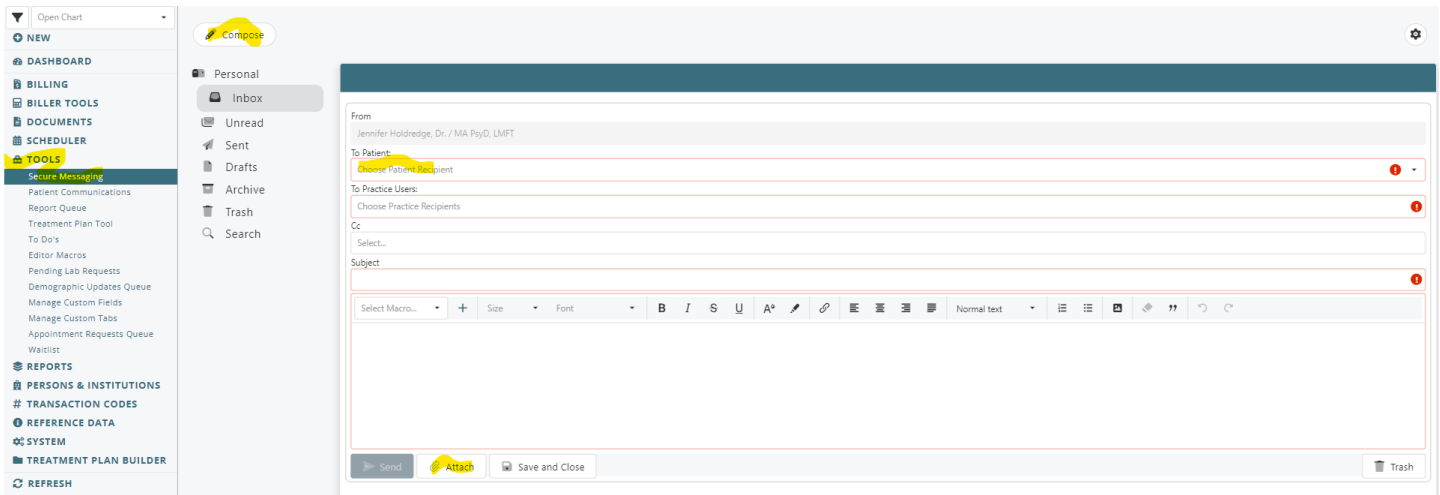 Open Chart
NEW
DASHBOARD
BILLING
BILLER TOOLS
DOCUMENTS
SCHEDULER
TOOLS
Secure Messaging
Patient Communications
Report Queue
Treatment Plan Tool
To Do's
Editor Macros
Pending Lab Requests
Demographic Updates Queue
Manage Custom Fields
Manage Custom Tabs
Appointment Requests Queue
Waitlist
REPORTS
PERSONS & INSTITUTIONS
# TRANSACTION CODES
REFERENCE DATA
SYSTEM
TREATMENT PLAN BUILDER
REFRESH
Compose
Personal
Inbox
Unread
Sent
Drafts
Archive
Trash
Search
From
Jennifer Holdredge, Dr. / MA PsyD, LMFT
To Patient:
Choose Patient Recipient
To Practice Users:
Choose Practice Recipients
Cc
Select...
Subject
Select Macro... Size Font B I S U Normal text
Send Attach Save and Close Trash